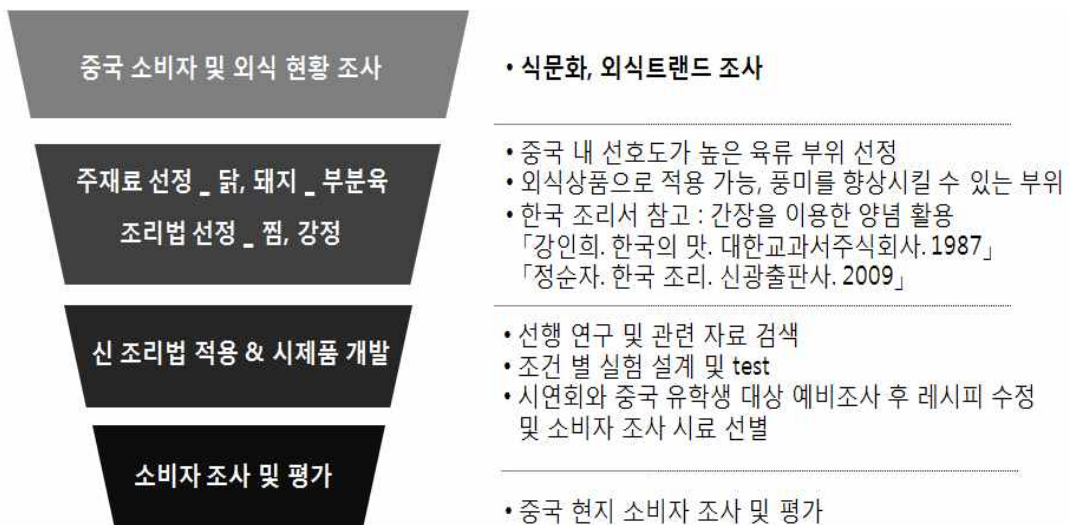 중국 소비자 및 외식 현황 조사
• 식문화, 외식트랜드 조사
주재료 선정 _ 닭, 돼지 _ 부분육
조리법 선정 _ 찜, 강정
• 중국 내 선호도가 높은 육류 부위 선정
• 외식상품으로 적용 가능, 풍미를 향상시킬 수 있는 부위
• 한국 조리서 참고 : 간장을 이용한 양념 활용
「강인희. 한국의 맛. 대한교과서주식회사. 1987」
「정순자. 한국 조리. 신광출판사. 2009」
신 조리법 적용 & 시제품 개발
• 선행 연구 및 관련 자료 검색
• 조건 별 실험 설계 및 test
• 시연회와 중국 유학생 대상 예비조사 후 레시피 수정
및 소비자 조사 시료 선별
소비자 조사 및 평가
• 중국 현지 소비자 조사 및 평가